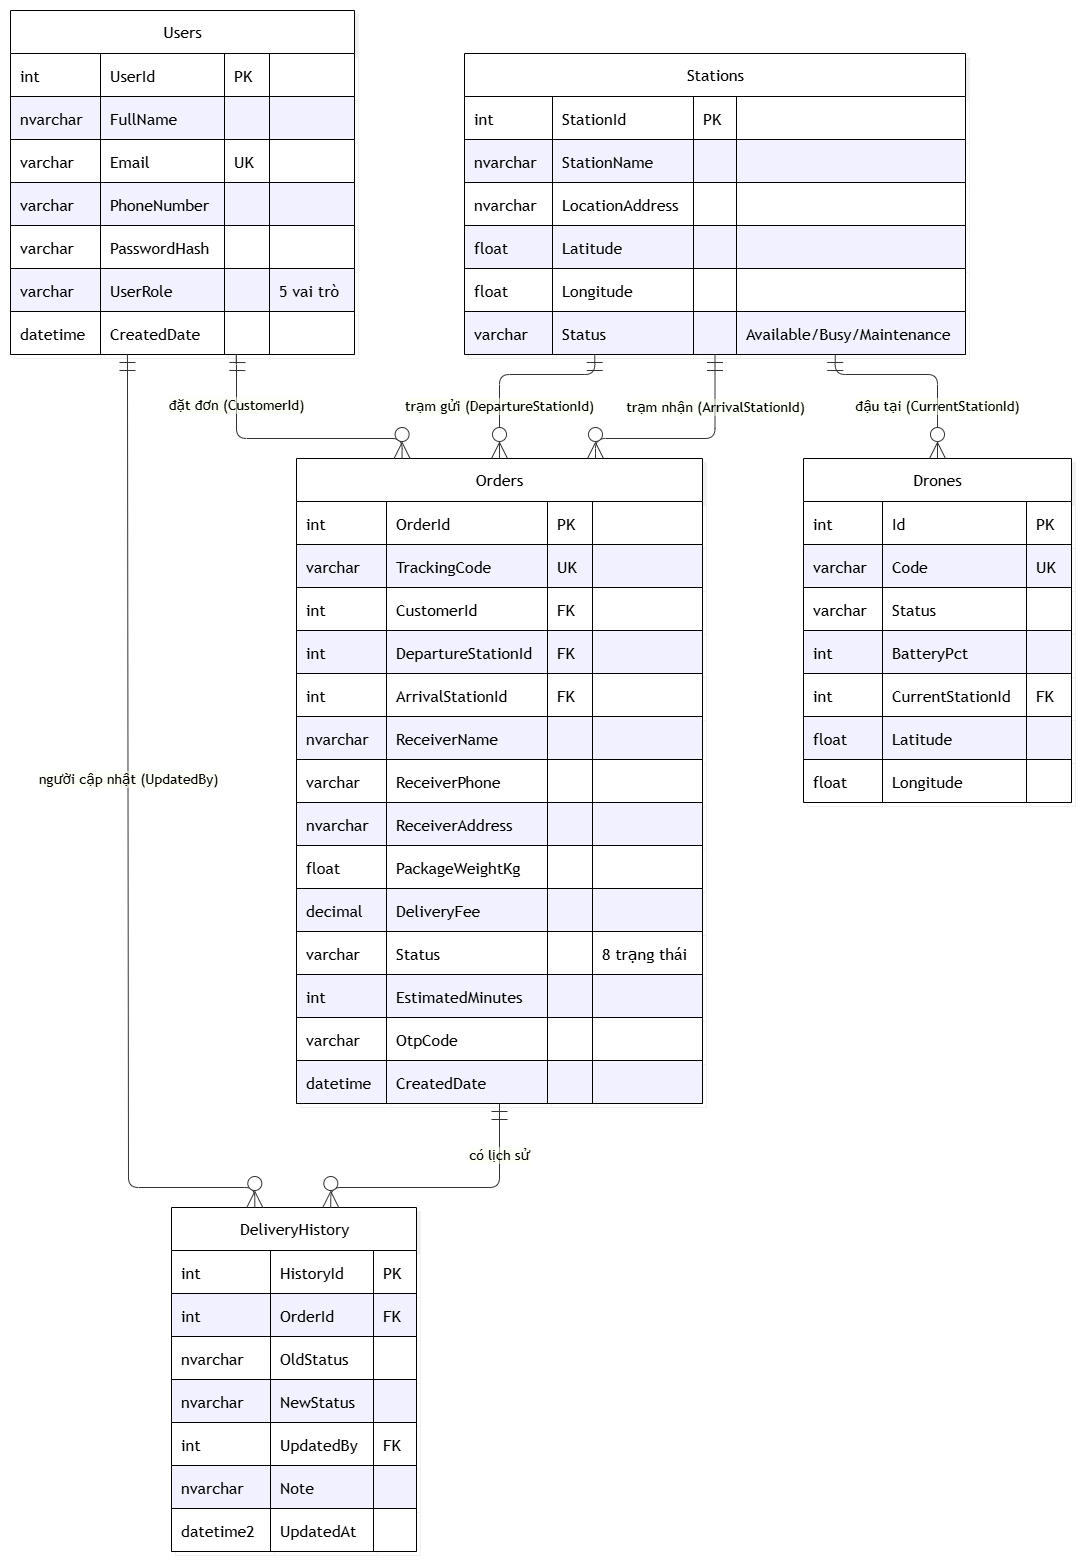 Users
int UserId PK
nvarchar FullName
varchar Email UK
varchar PhoneNumber
varchar PasswordHash
varchar UserRole 5 vai trò
datetime CreatedDate
Stations
int StationId PK
nvarchar StationName
nvarchar LocationAddress
float Latitude
float Longitude
varchar Status Available/Busy/Maintenance
đặt đơn (CustomerId)
trạm gửi (DepartureStationId)
trạm nhận (ArrivalStationId)
đậu tại (CurrentStationId)
Orders
int OrderId PK
varchar TrackingCode UK
int CustomerId FK
int DepartureStationId FK
int ArrivalStationId FK
nvarchar ReceiverName
varchar ReceiverPhone
nvarchar ReceiverAddress
float PackageWeightKg
decimal DeliveryFee
varchar Status 8 trạng thái
int EstimatedMinutes
varchar OtpCode
datetime CreatedDate
Drones
int Id PK
varchar Code UK
varchar Status
int BatteryPct
int CurrentStationId FK
float Latitude
float Longitude
người cập nhật (UpdatedBy)
có lịch sử
DeliveryHistory
int HistoryId PK
int OrderId FK
nvarchar OldStatus
nvarchar NewStatus
int UpdatedBy FK
nvarchar Note
datetime2 UpdatedAt